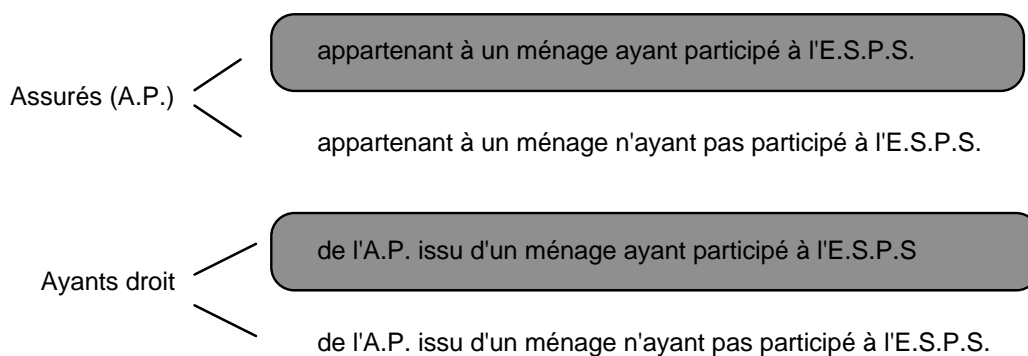 appartenant à un ménage ayant participé à l'E.S.P.S.
Assurés (A.P.)
appartenant à un ménage n'ayant pas participé à l'E.S.P.S.
de l'A.P. issu d'un ménage ayant participé à l'E.S.P.S
Ayants droit
de l'A.P. issu d'un ménage n'ayant pas participé à l'E.S.P.S.